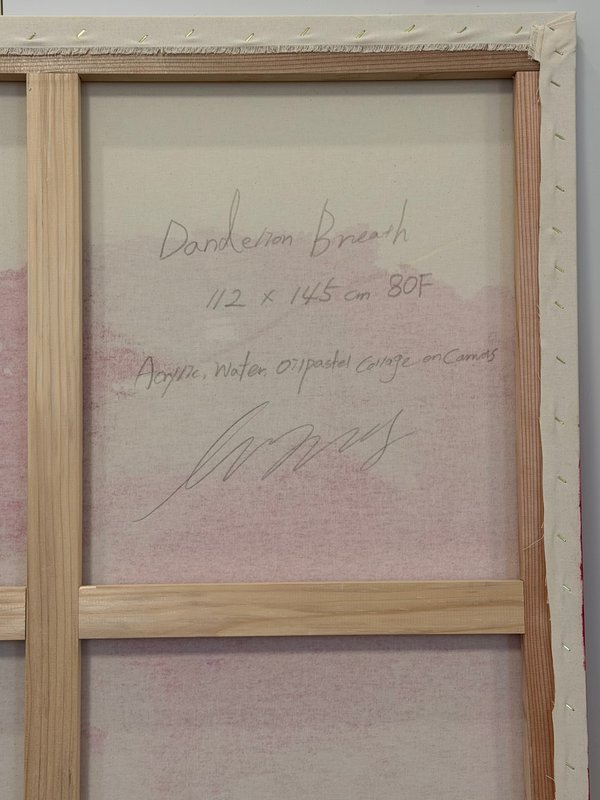 Dandelion Breath
112 x 145 cm 80F
Acrylic, Water, Oilpastel Collage on Canvas